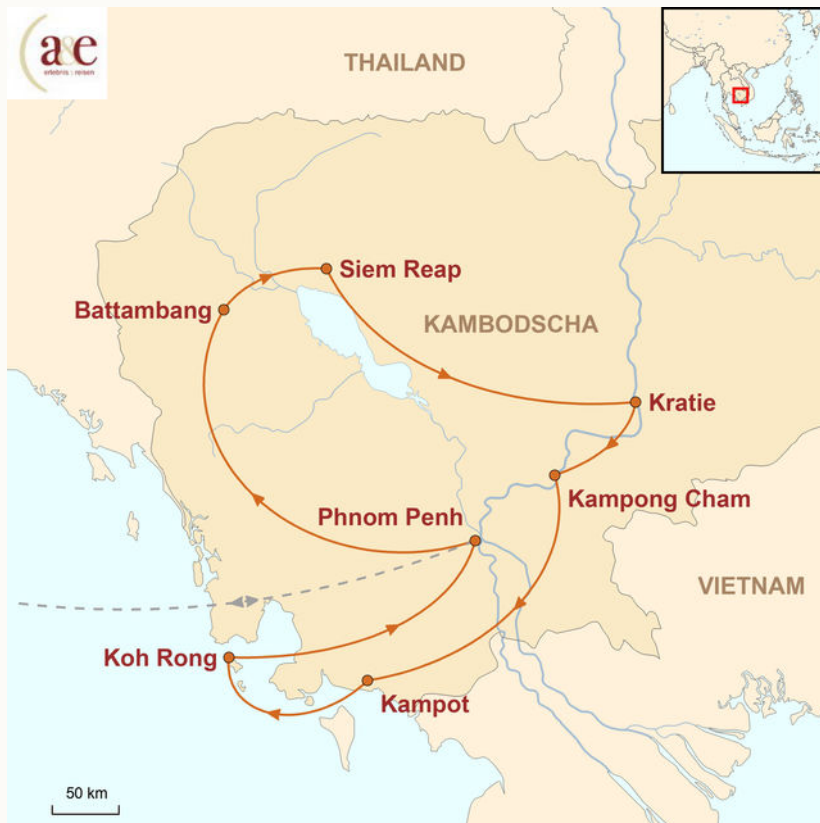 a&e
erlebnis : reisen
THAILAND
Siem Reap
Battambang
KAMBODSCHA
Kratie
Kampong Cham
Phnom Penh
VIETNAM
Koh Rong
Kampot
50 km